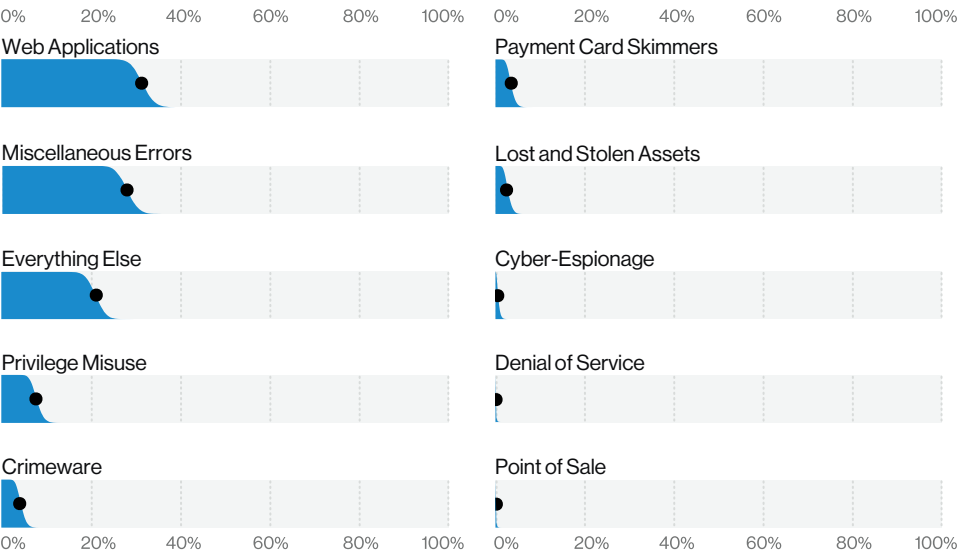 0% 20% 40% 60% 80% 100%
Web Applications
Miscellaneous Errors
Everything Else
Privilege Misuse
Crimeware
0% 20% 40% 60% 80% 100%
0% 20% 40% 60% 80% 100%
Payment Card Skimmers
Lost and Stolen Assets
Cyber-Espionage
Denial of Service
Point of Sale
0% 20% 40% 60% 80% 100%